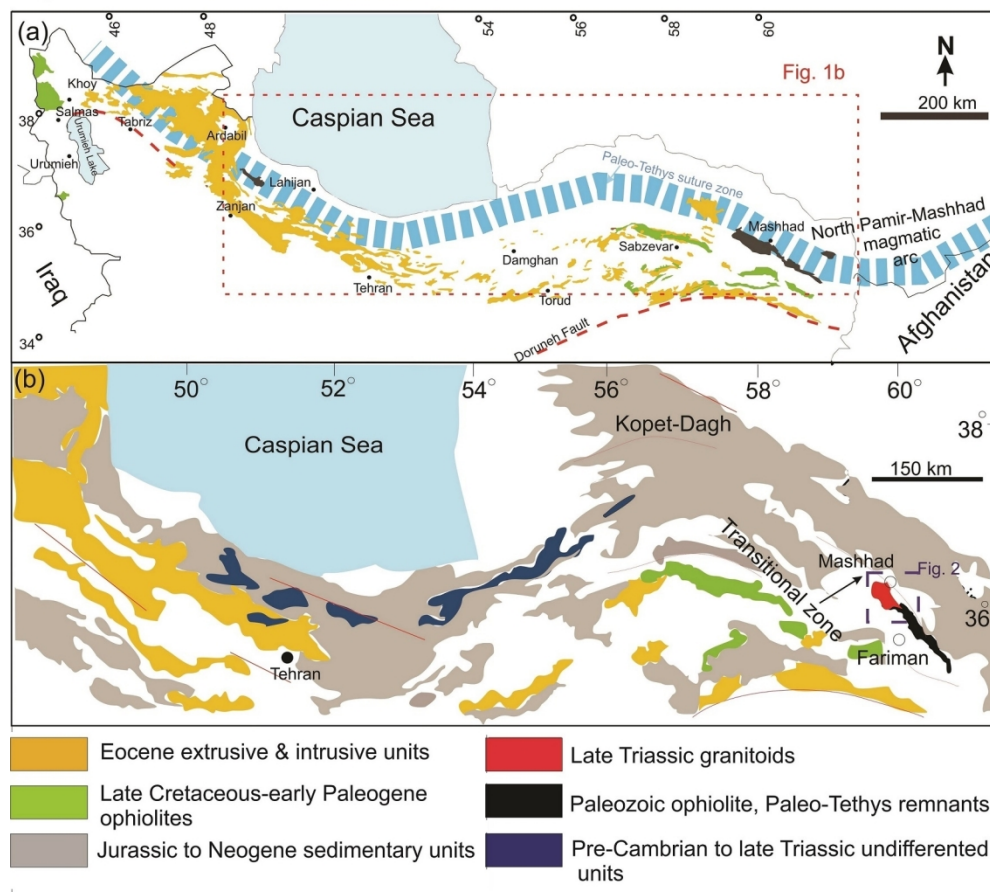 (a)
46
48
54
56
58
60
N
Fig. 1b
200 km
Khoy
Salmas
38
Tabriz
Urumieh Lake
Urumieh
Ardabil
Caspian Sea
Lahijan
Paleo-Tethys suture zone
Zanjan
36
Mashhad
North Pamir-Mashhad
magmatic
arc
Sabzevar
Damghan
Tehran
Torud
Iraq
Afghanistan
Doruneh Fault
34°
(b)
50°
52°
54°
56°
58°
60°
Kopet-Dagh
38°
Caspian Sea
150 km
Transitional zone
Mashhad
Fig. 2
36°
Fariman
Tehran
Eocene extrusive & intrusive units
Late Cretaceous-early Paleogene
ophiolites
Jurassic to Neogene sedimentary units
Late Triassic granitoids
Paleozoic ophiolite, Paleo-Tethys remnants
Pre-Cambrian to late Triassic undifferented
units